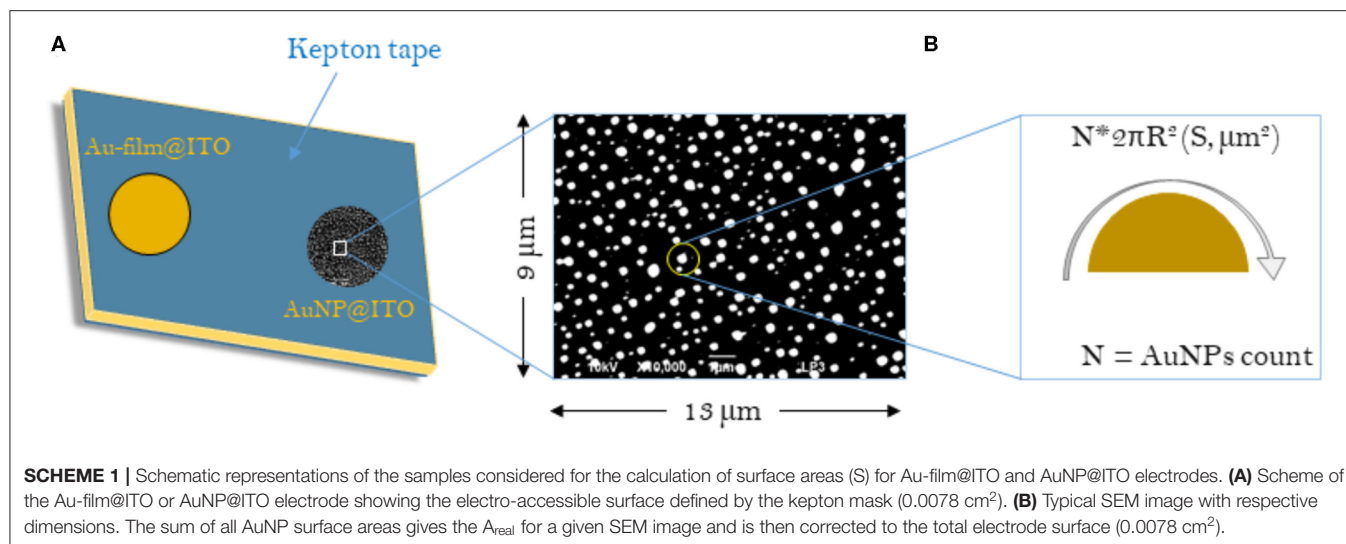 A
B
Kepton tape
Au-film@ITO
AuNP@ITO
9 μm
13 μm
10kV X10,000 1μm LP3
N*2πR²(S, μm²)
N = AuNPs count
SCHEME 1 | Schematic representations of the samples considered for the calculation of surface areas (S) for Au-film@ITO and AuNP@ITO electrodes. (A) Scheme of
the Au-film@ITO or AuNP@ITO electrode showing the electro-accessible surface defined by the kepton mask (0.0078 cm²). (B) Typical SEM image with respective
dimensions. The sum of all AuNP surface areas gives the Areal for a given SEM image and is then corrected to the total electrode surface (0.0078 cm²).